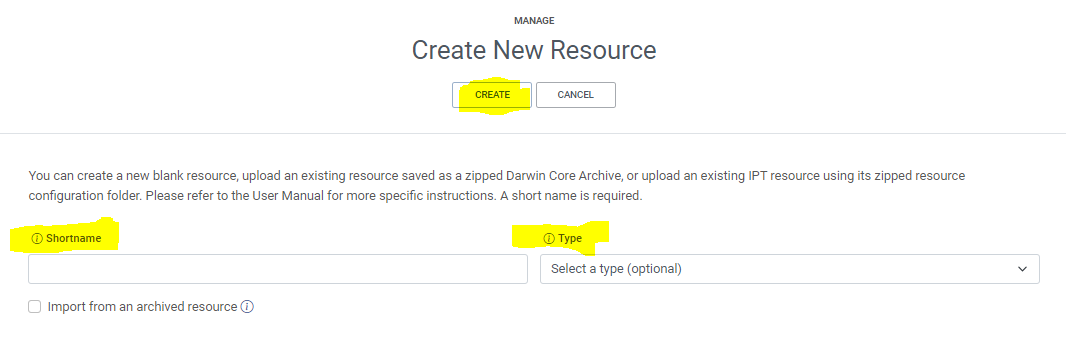 MANAGE
Create New Resource
CREATE CANCEL
You can create a new blank resource, upload an existing resource saved as a zipped Darwin Core Archive, or upload an existing IPT resource using its zipped resource
configuration folder. Please refer to the User Manual for more specific instructions. A short name is required.
Shortname Type
Select a type (optional)
Import from an archived resource